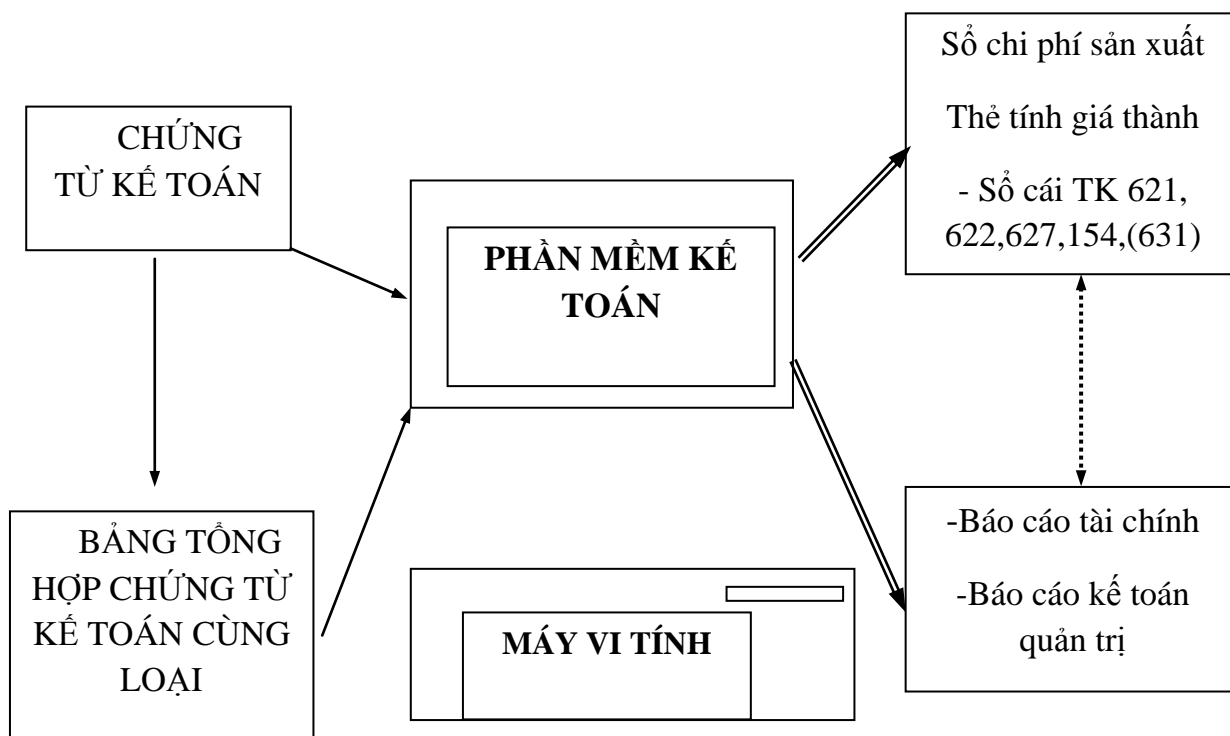 CHỨNG
TỪ KẾ TOÁN
BẢNG TỔNG
HỢP CHỨNG TỪ
KẾ TOÁN CÙNG
LOẠI
PHẦN MỀM KẾ
TOÁN
MÁY VI TÍNH
Sổ chi phí sản xuất
Thẻ tính giá thành
- Sổ cái TK 621,
622,627,154,(631)
-Báo cáo tài chính
-Báo cáo kế toán
quản trị